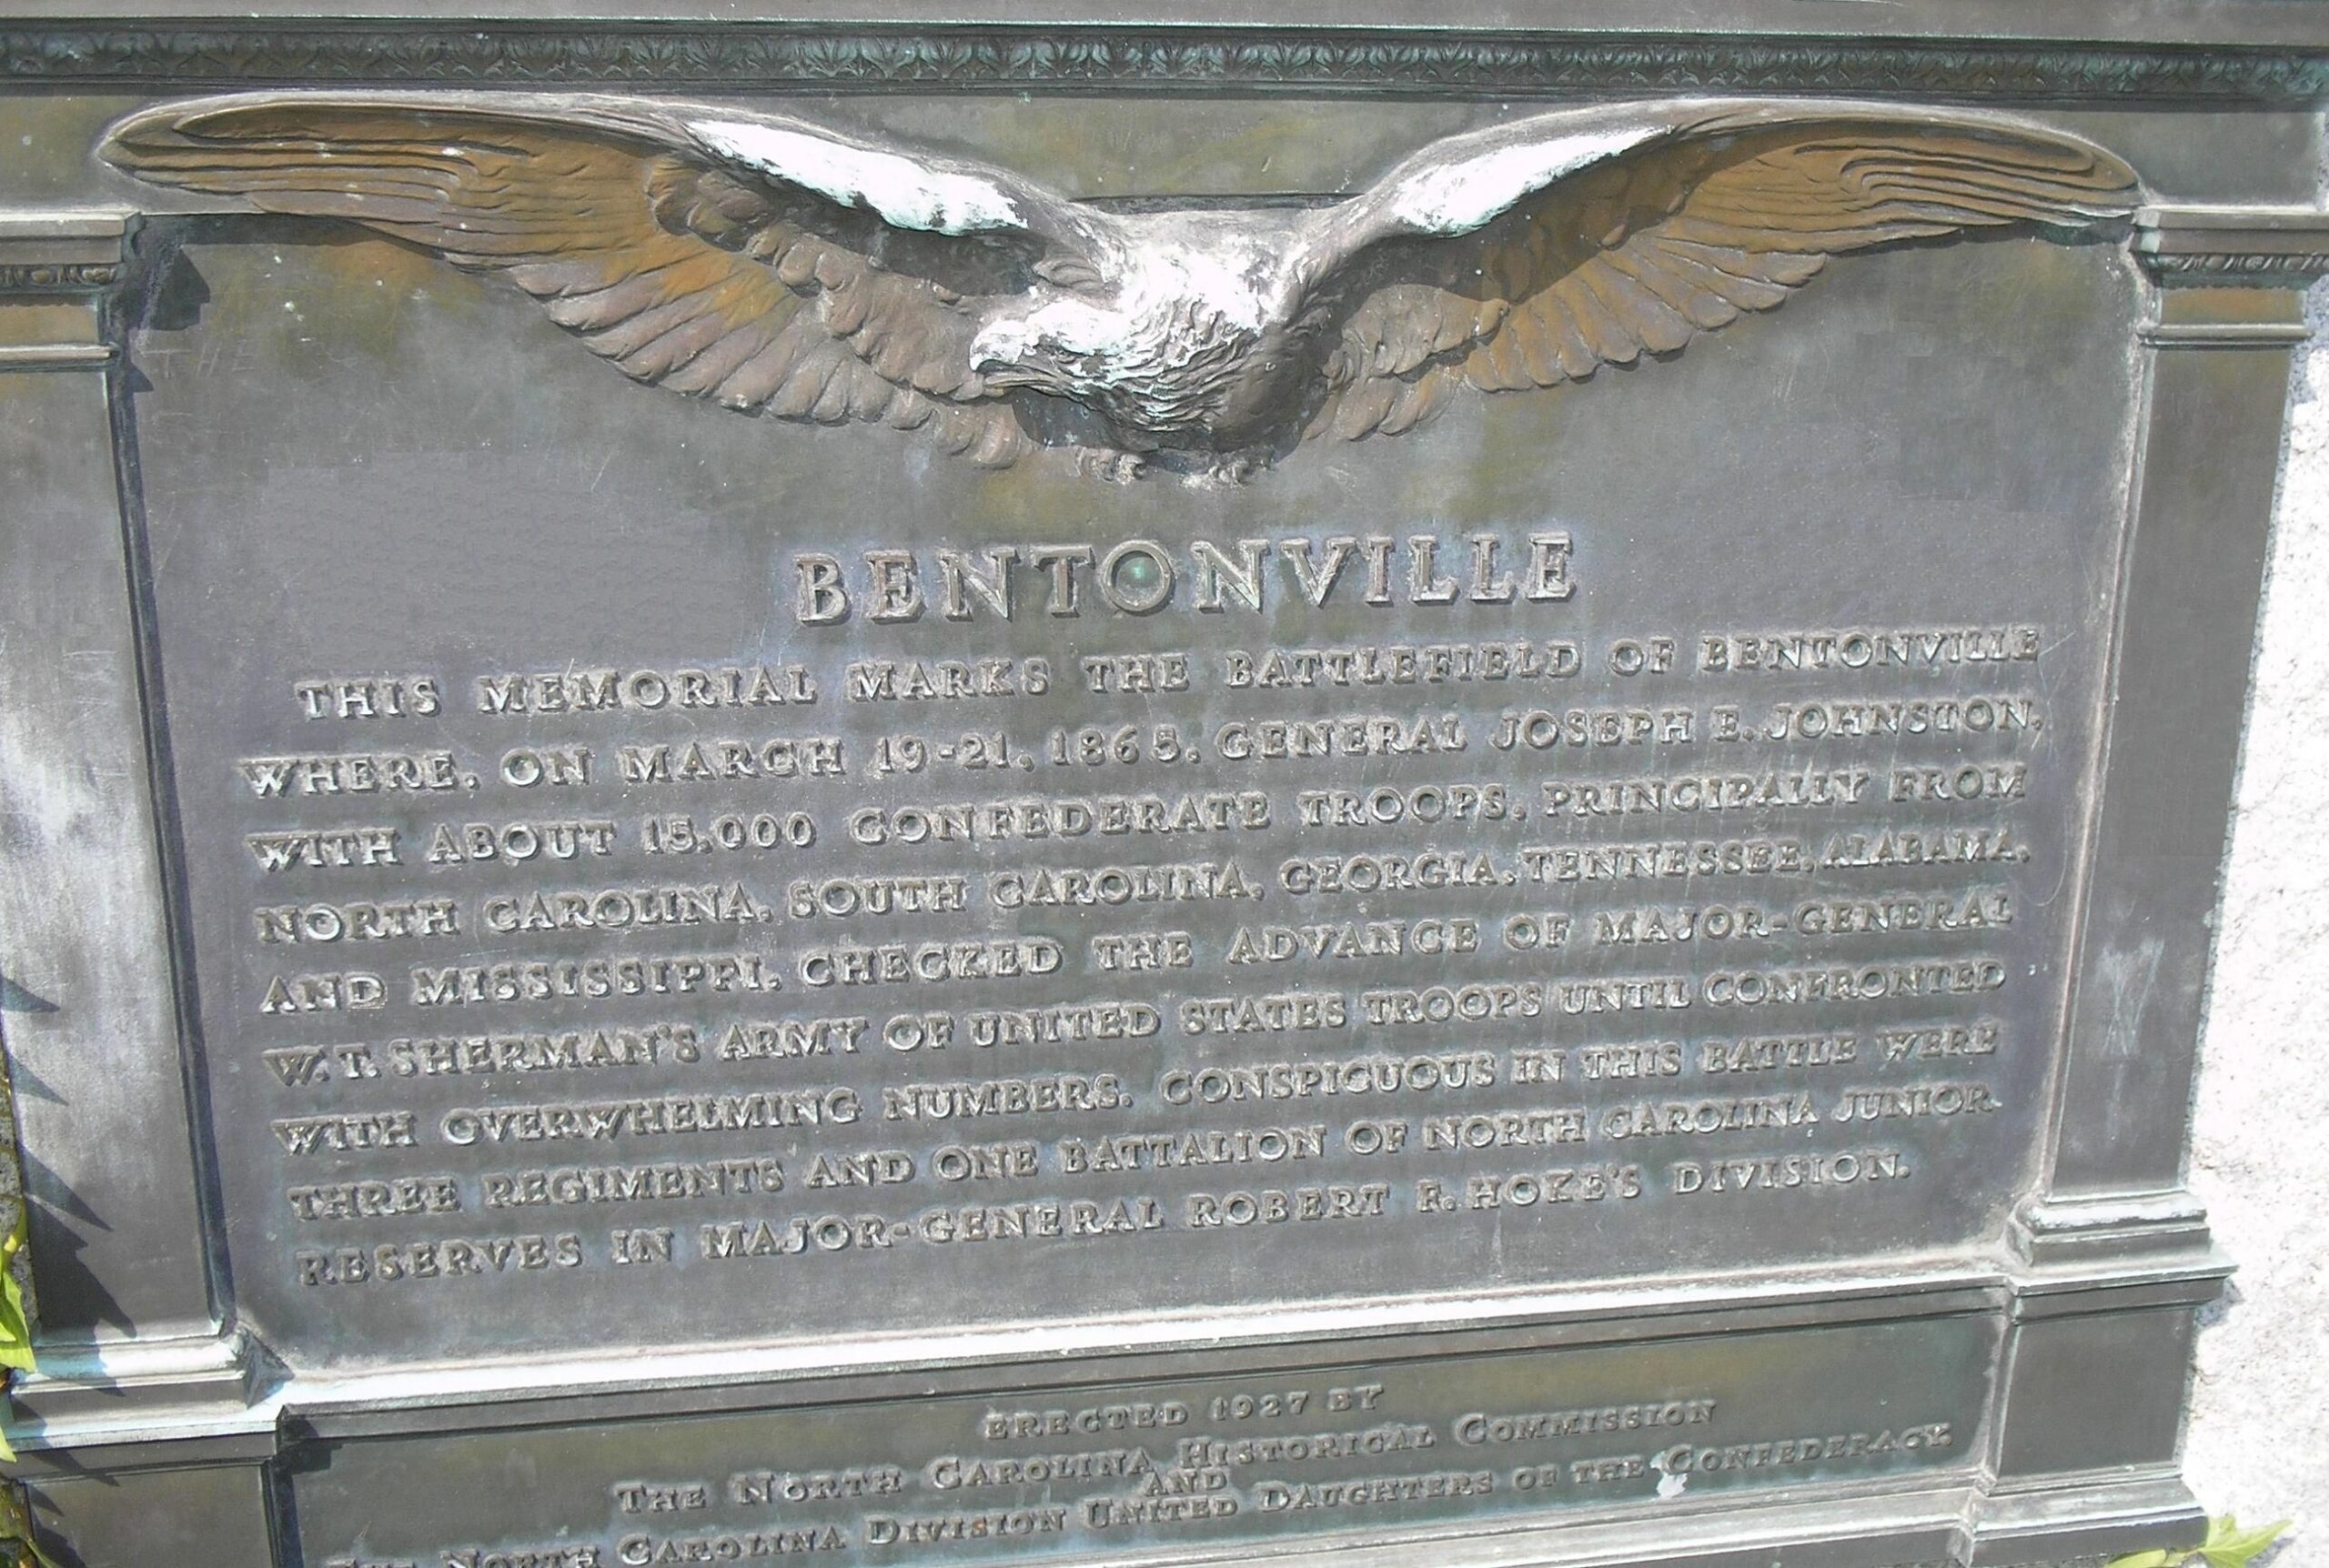 BENTONVILLE
THIS MEMORIAL MARKS THE BATTLEFIELD OF BENTONVILLE
WHERE, ON MARCH 19-21, 1865, GENERAL JOSEPH E. JOHNSTON,
WITH ABOUT 15,000 CONFEDERATE TROOPS, PRINCIPALLY FROM
NORTH CAROLINA, SOUTH CAROLINA, GEORGIA, TENNESSEE, ALABAMA,
AND MISSISSIPPI, CHECKED THE ADVANCE OF MAJOR-GENERAL
W. T. SHERMAN'S ARMY OF UNITED STATES TROOPS UNTIL CONFRONTED
WITH OVERWHELMING NUMBERS. CONSPICUOUS IN THIS BATTLE WERE
THREE REGIMENTS AND ONE BATTALION OF NORTH CAROLINA JUNIOR
RESERVES IN MAJOR-GENERAL ROBERT F. HOKE'S DIVISION.
ERECTED 1927 BY
THE NORTH CAROLINA HISTORICAL COMMISSION
AND
THE NORTH CAROLINA DIVISION UNITED DAUGHTERS OF THE CONFEDERACY